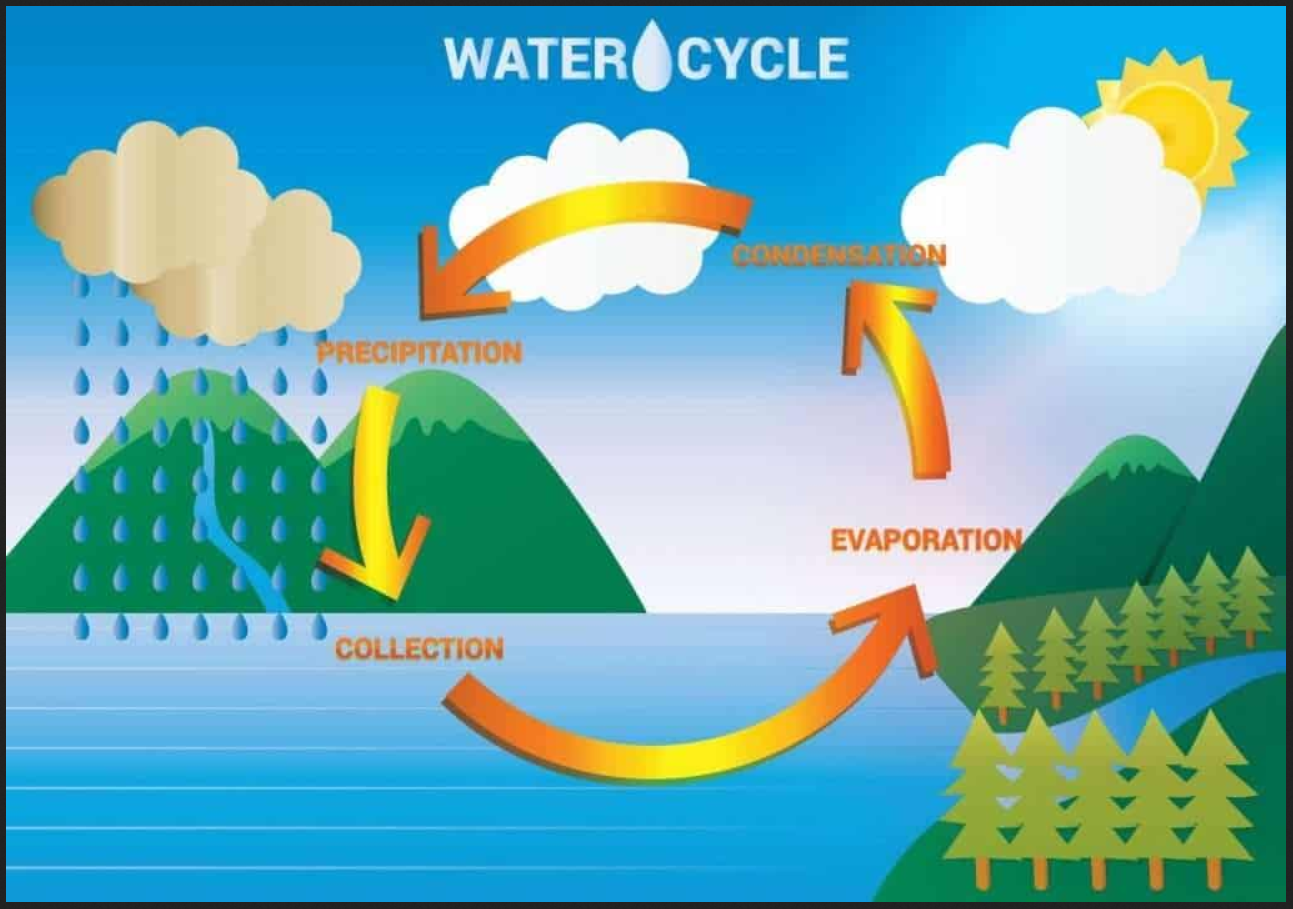 WATER CYCLE
CONDENSATION
PRECIPITATION
EVAPORATION
COLLECTION